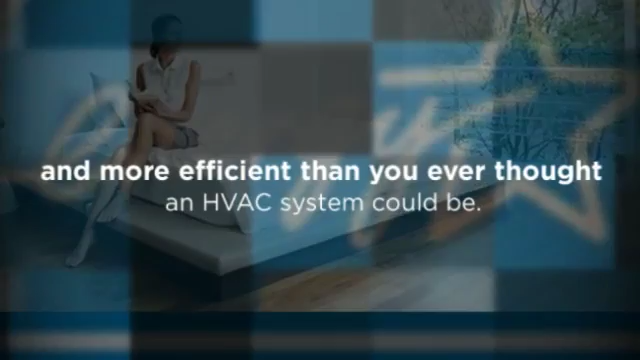 and more efficient than you ever thought
an HVAC system could be.